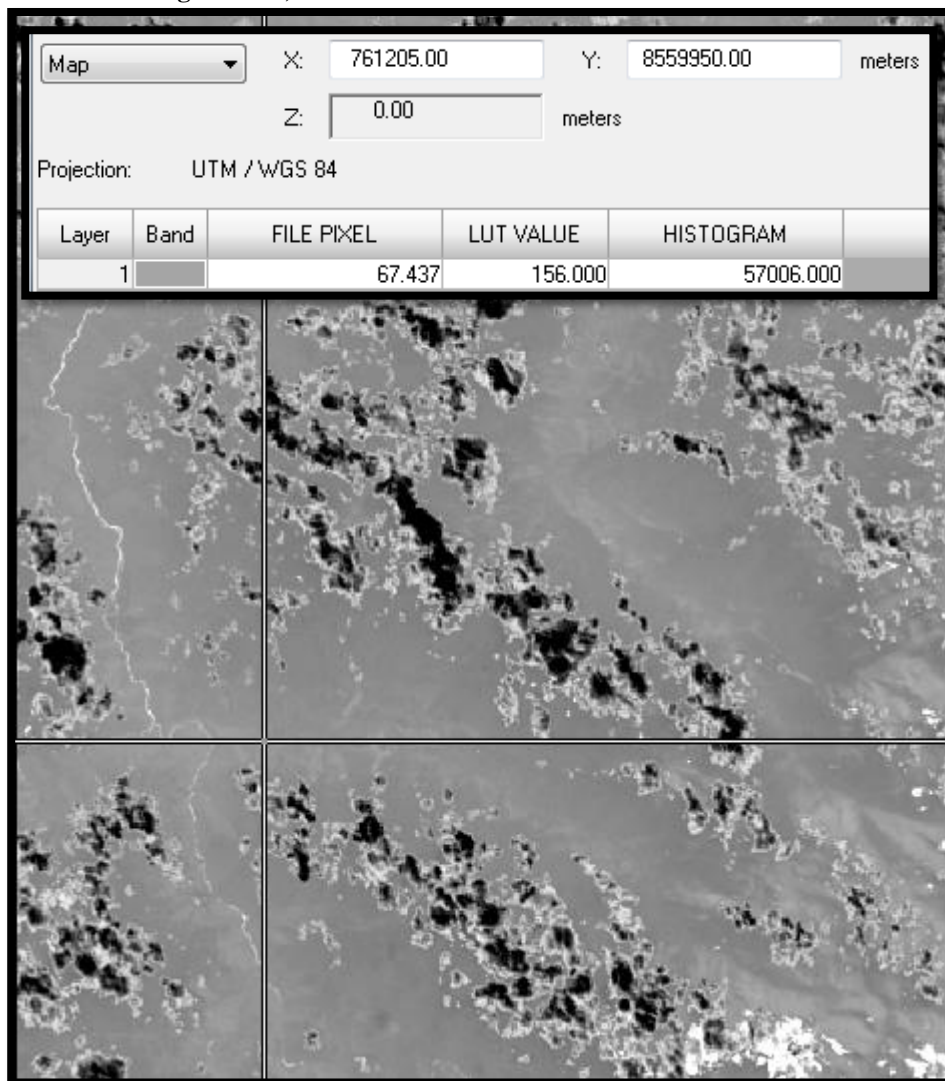 Map X: 761205.00 Y: 8559950.00 meters
Z: 0.00 meters
Projection: UTM / WGS 84
Layer Band FILE PIXEL LUT VALUE HISTOGRAM
1 67.437 156.000 57006.000